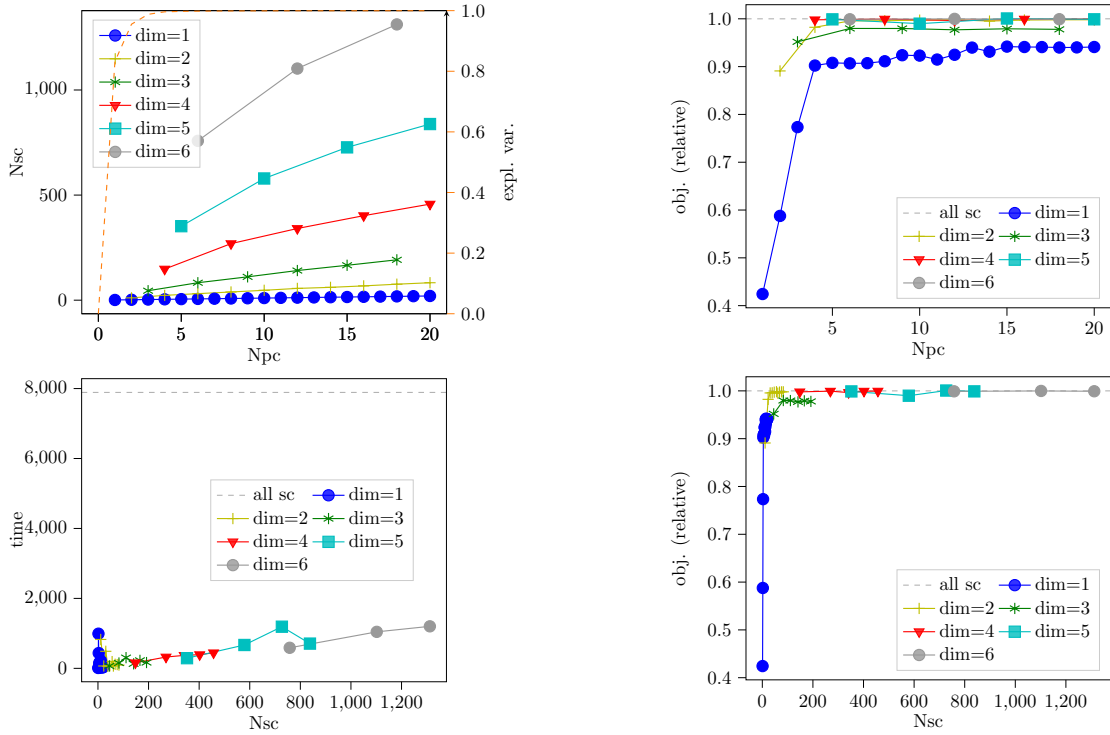 1,000
500
0
Nsc
0
5
10
15
20
Npc
1.0
0.8
0.6
0.4
0.2
0.0
expl. var.
dim=1
dim=2
dim=3
dim=4
dim=5
dim=6
1.0
0.9
0.8
0.7
0.6
0.5
0.4
obj. (relative)
5
10
15
20
Npc
all sc
dim=1
dim=2
dim=3
dim=4
dim=5
dim=6
8,000
6,000
4,000
2,000
0
time
0
200
400
600
800
1,000
1,200
Nsc
all sc
dim=1
dim=2
dim=3
dim=4
dim=5
dim=6
1.0
0.9
0.8
0.7
0.6
0.5
0.4
obj. (relative)
0
200
400
600
800
1,000
1,200
Nsc
all sc
dim=1
dim=2
dim=3
dim=4
dim=5
dim=6